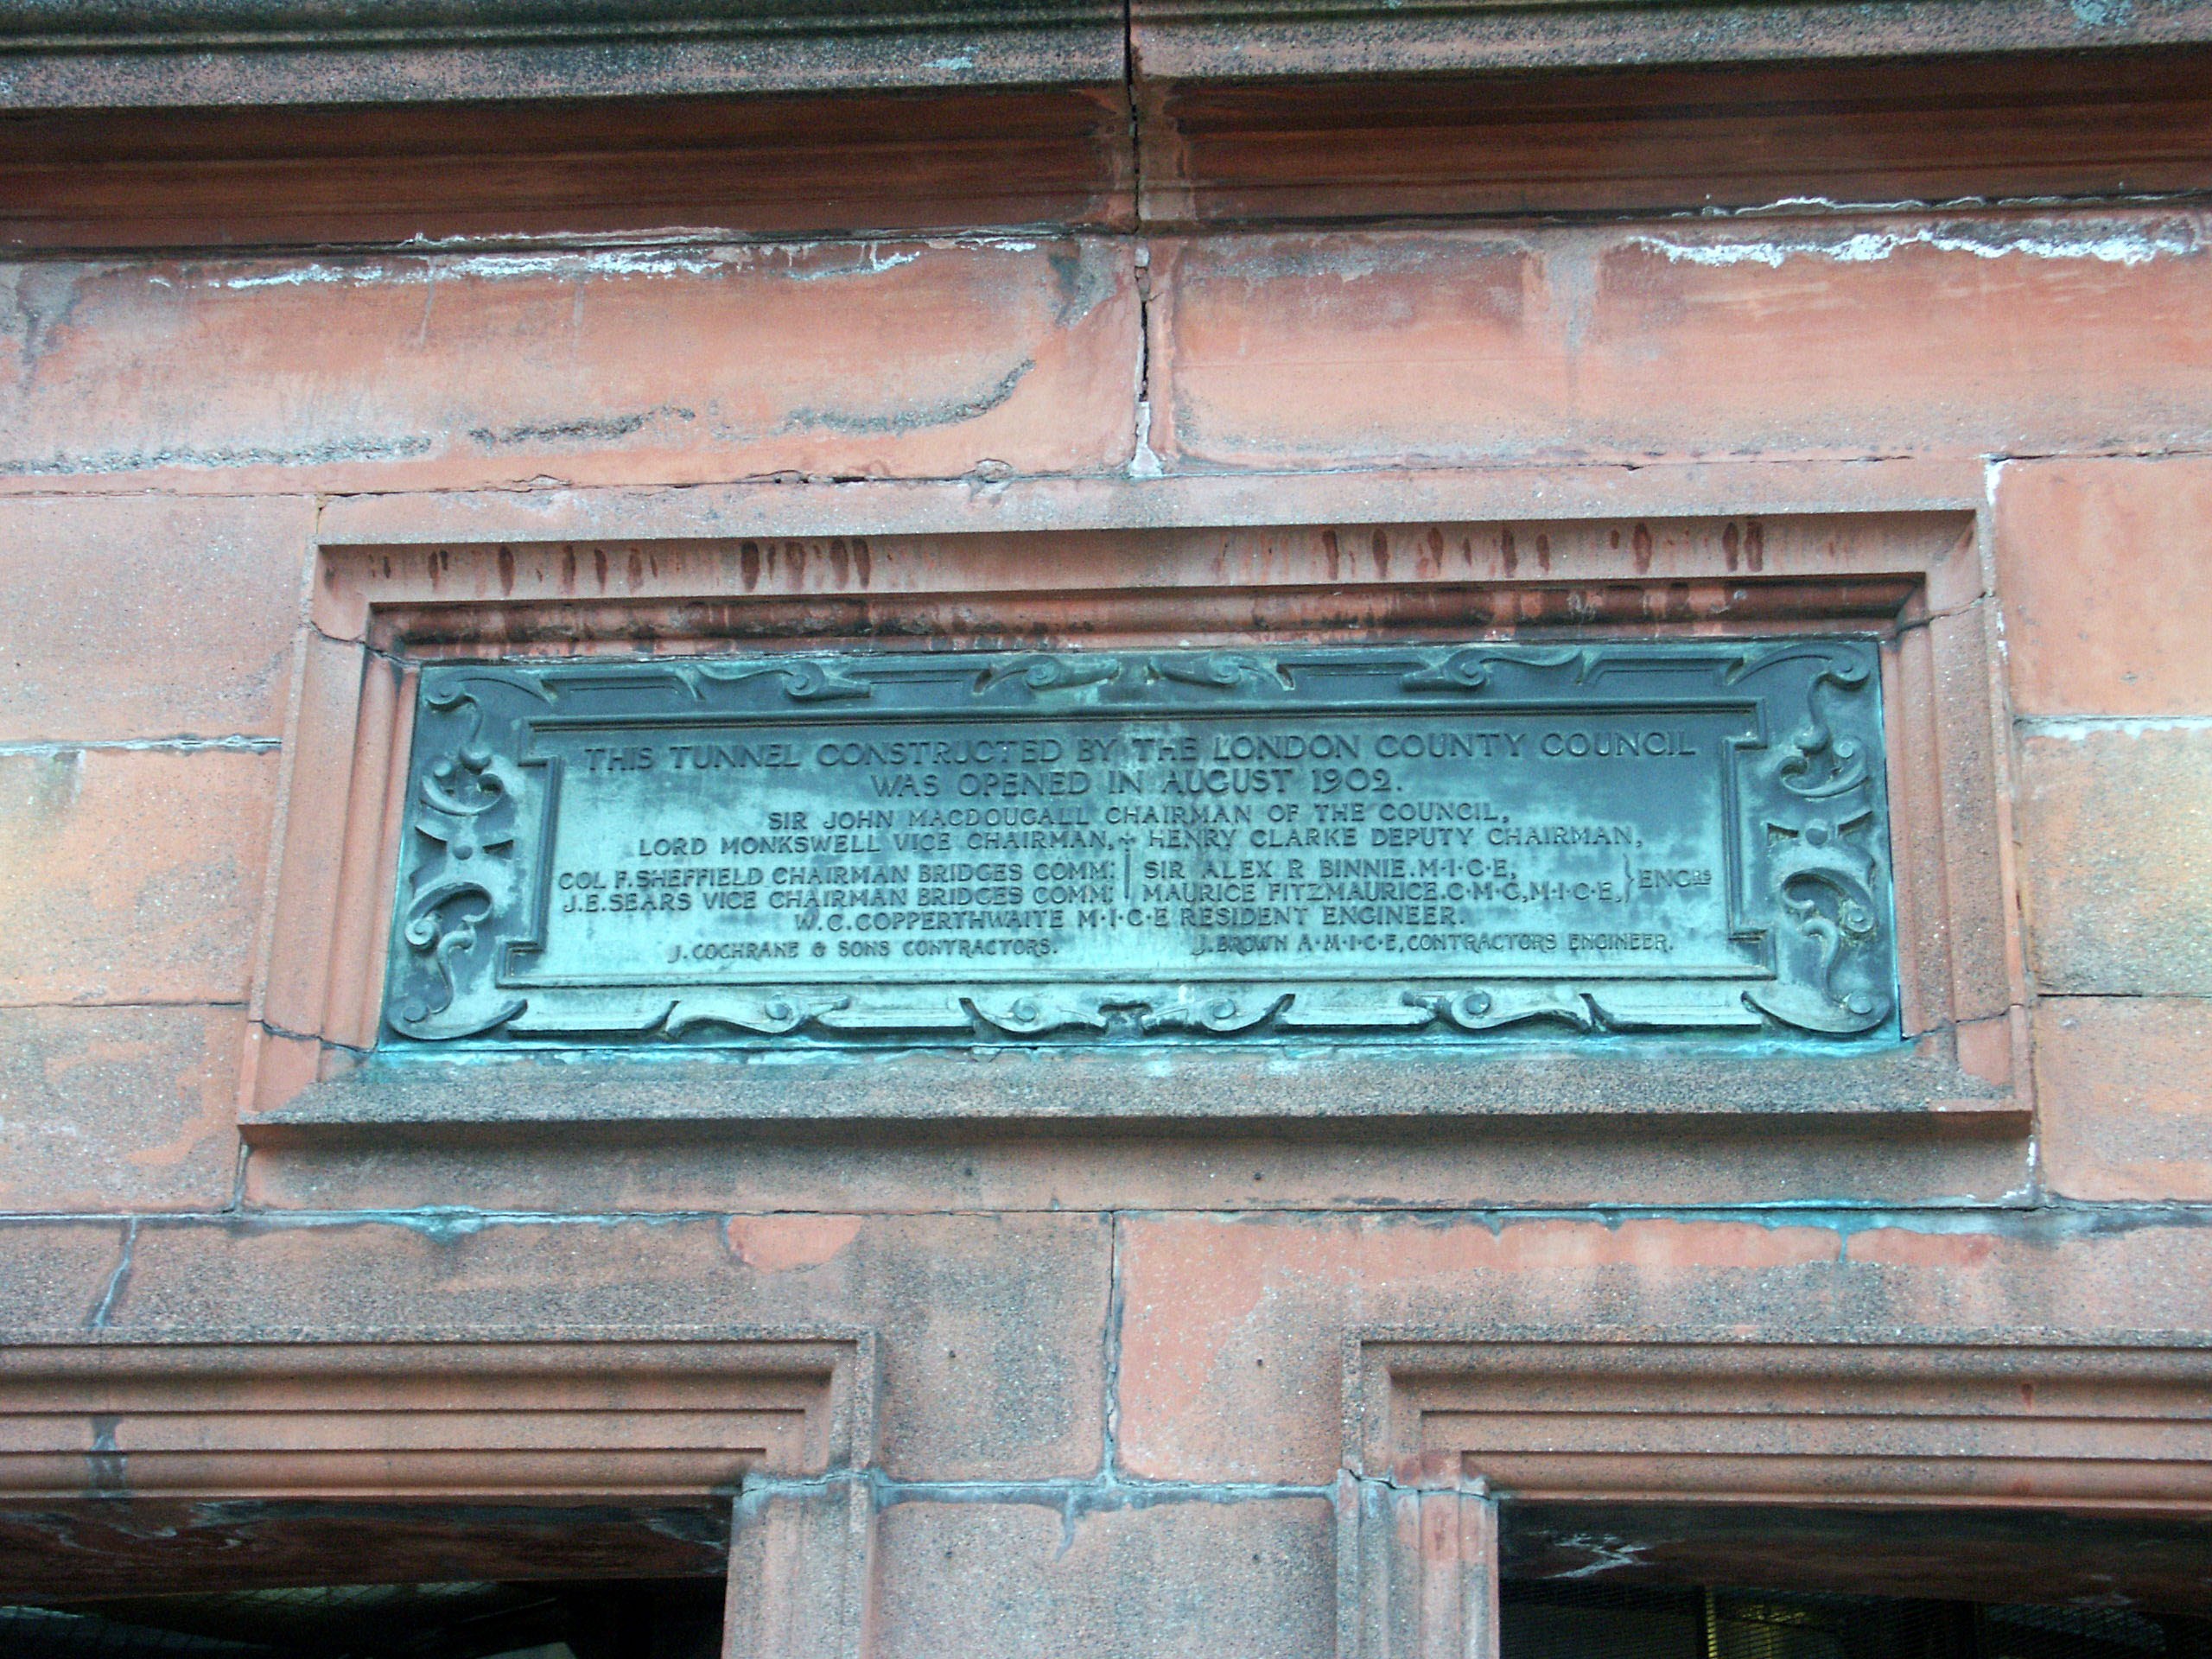 THIS TUNNEL CONSTRUCTED BY THE LONDON COUNTY COUNCIL
WAS OPENED IN AUGUST 1902.
SIR JOHN MACDOUGALL CHAIRMAN OF THE COUNCIL,
LORD MONKSWELL VICE CHAIRMAN, HENRY CLARKE DEPUTY CHAIRMAN,
COL F. SHEFFIELD CHAIRMAN BRIDGES COMM: SIR ALEX R BINNIE. M·I·C·E,
J.E. SEARS VICE CHAIRMAN BRIDGES COMM: MAURICE FITZMAURICE. C·M·G, M·I·C·E, } ENGRS
W.C. COPPERTHWAITE M·I·C·E RESIDENT ENGINEER.
J. COCHRANE & SONS CONTRACTORS. J. BROWN A·M·I·C·E, CONTRACTORS ENGINEER.